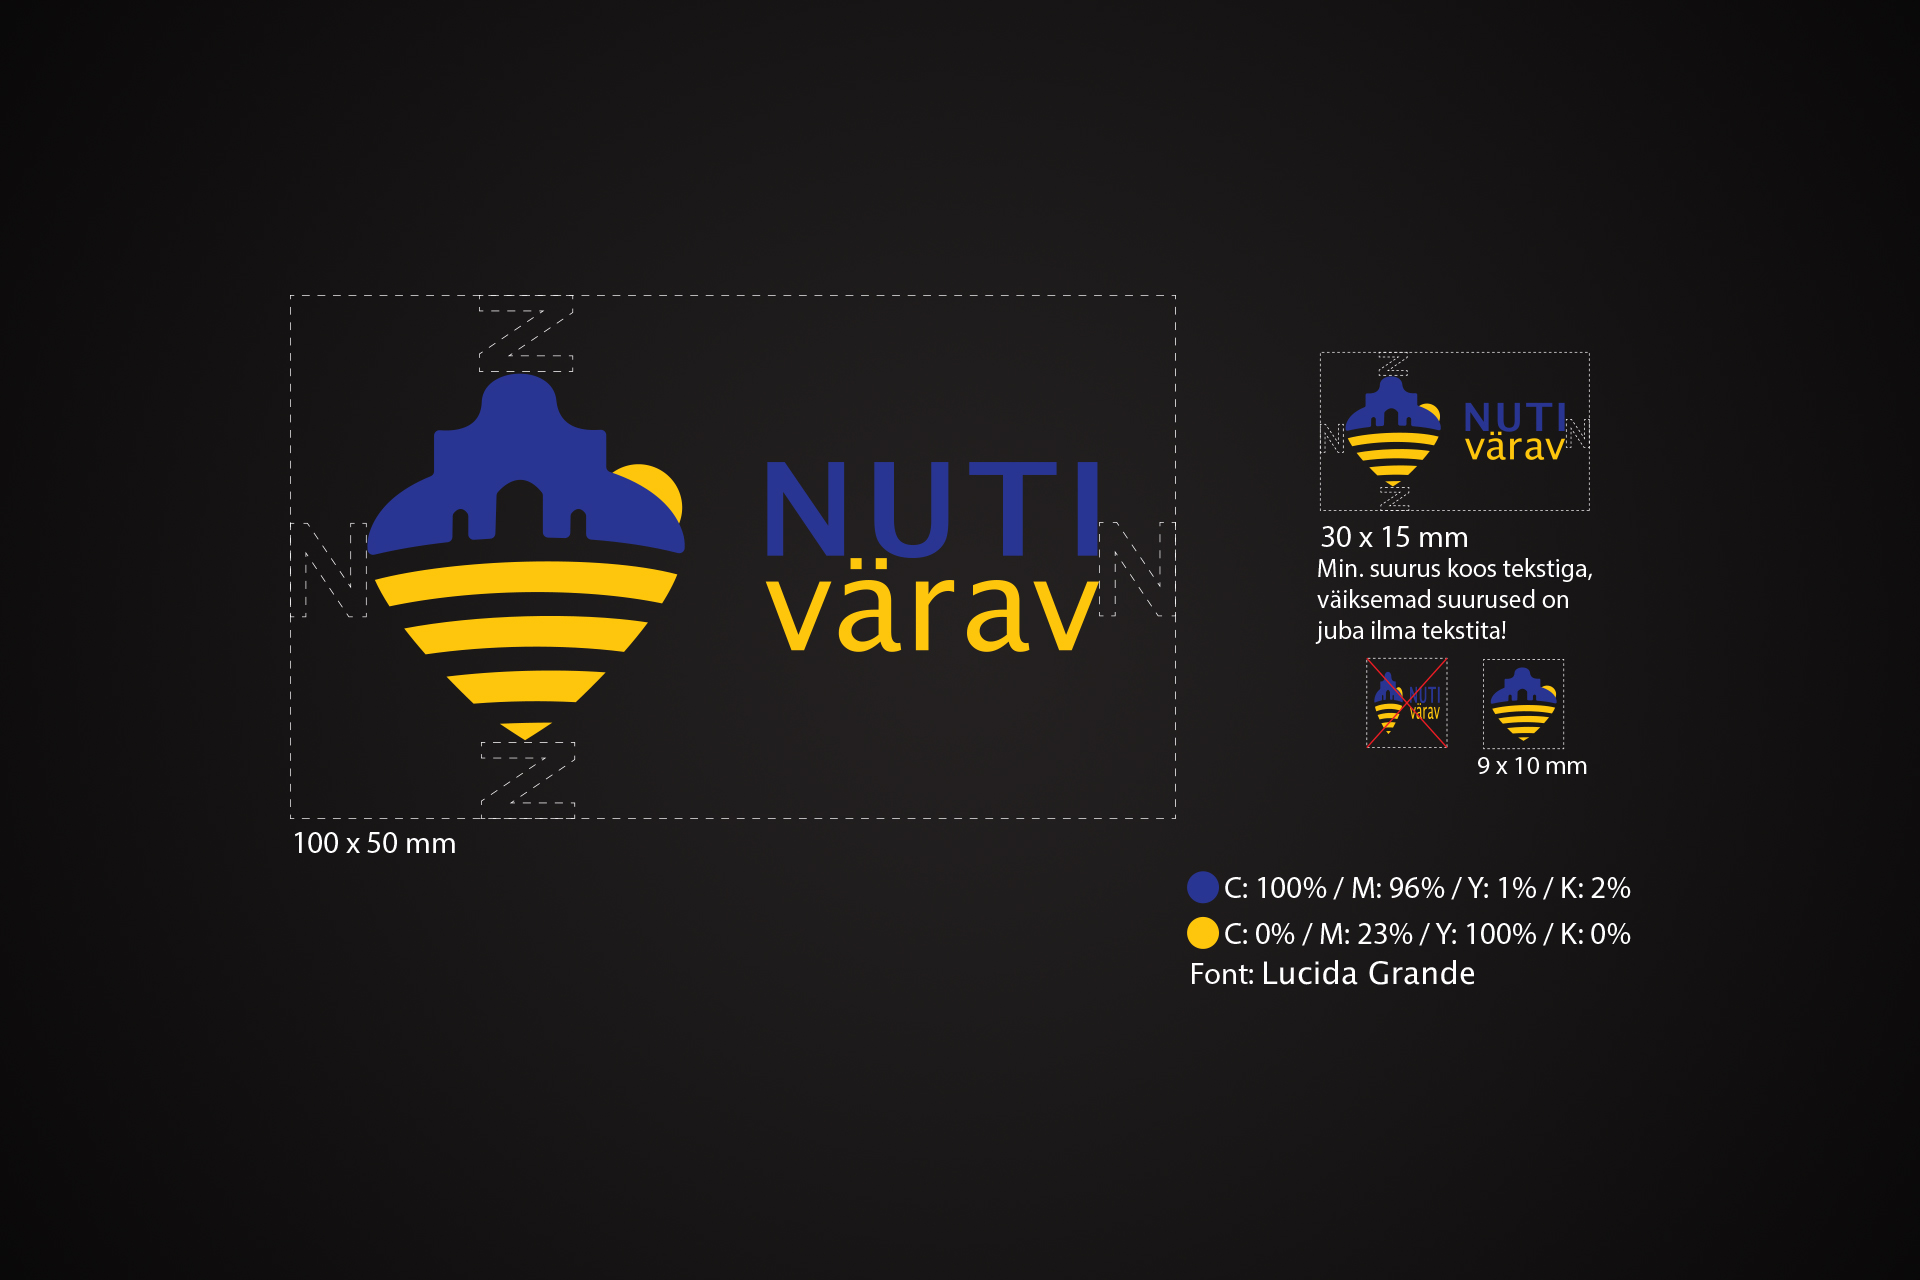 N
NUTI
värav
N
N
N
100 x 50 mm
N
NUTI
värav
N
N
N
30 x 15 mm
Min. suurus koos tekstiga,
väiksemad suurused on
juba ilma tekstita!
NUTI
värav
9 x 10 mm
C: 100% / M: 96% / Y: 1% / K: 2%
C: 0% / M: 23% / Y: 100% / K: 0%
Font: Lucida Grande